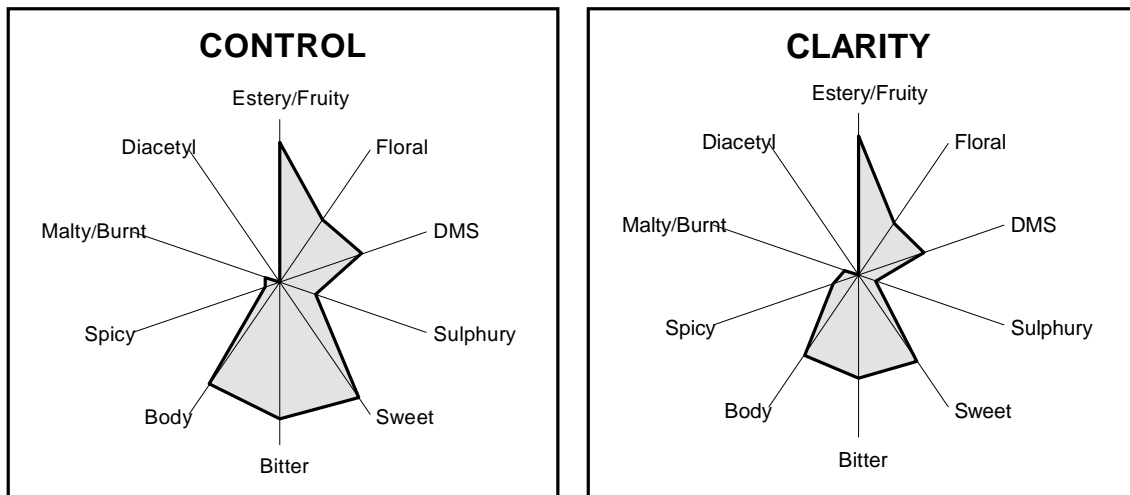 CONTROL
Estery/Fruity
Diacetyl
Floral
Malty/Burnt
DMS
Spicy
Sulphury
Body
Sweet
Bitter
CLARITY
Estery/Fruity
Diacetyl
Floral
Malty/Burnt
DMS
Spicy
Sulphury
Body
Sweet
Bitter